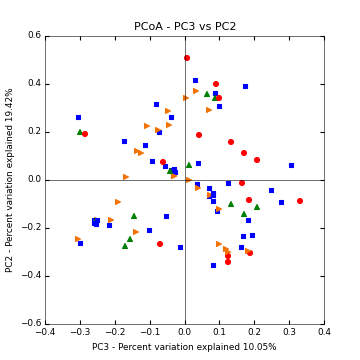 PCoA - PC3 vs PC2
0.6
0.4
0.2
0.0
−0.2
−0.4
−0.6
PC2 - Percent variation explained 19.42%
−0.4 −0.3 −0.2 −0.1 0.0 0.1 0.2 0.3 0.4
PC3 - Percent variation explained 10.05%